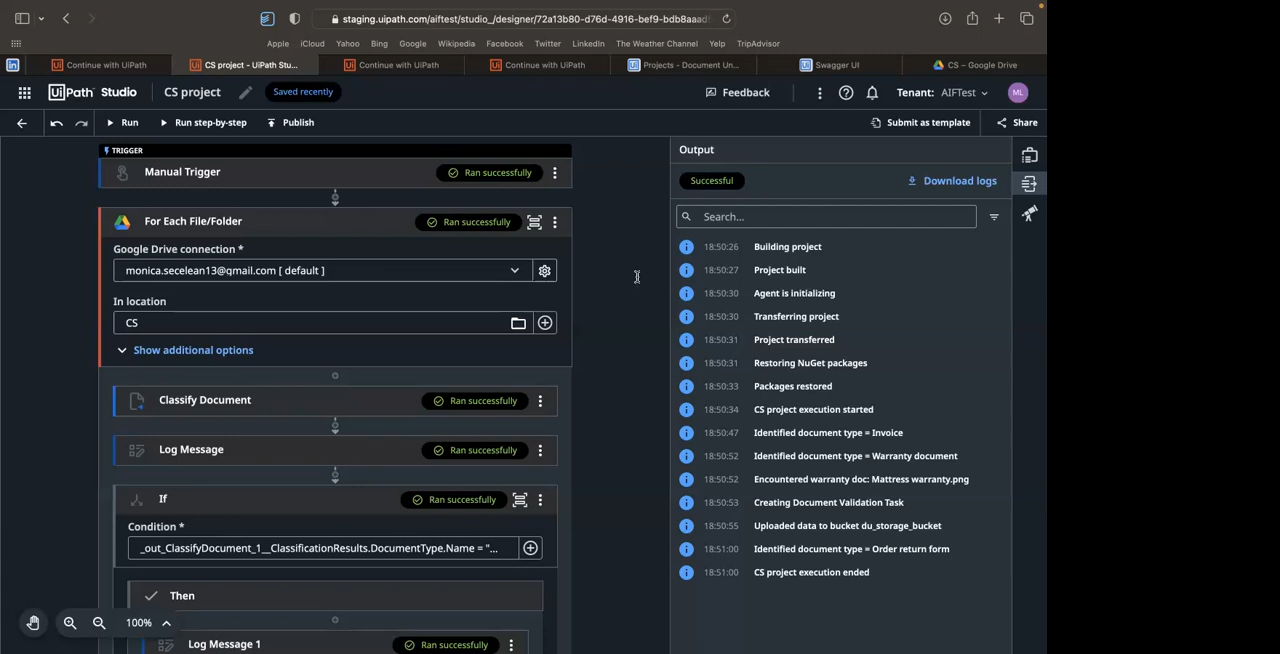 staging.uipath.com/aiftest/studio_/designer/72a13b80-d76d-4916-bef9-bdb8aaad
Apple iCloud Yahoo Bing Google Wikipedia Facebook Twitter LinkedIn The Weather Channel Yelp TripAdvisor
Continue with UiPath
CS project - UiPath Stu...
Continue with UiPath
Continue with UiPath
Projects - Document Un...
Swagger UI
CS – Google Drive
UiPath Studio
CS project
Saved recently
Feedback
Tenant: AIFTest
ML
Run
Run step-by-step
Publish
Submit as template
Share
TRIGGER
Manual Trigger
Ran successfully
For Each File/Folder
Ran successfully
Google Drive connection *
monica.secelean13@gmail.com [ default ]
In location
CS
Show additional options
Classify Document
Ran successfully
Log Message
Ran successfully
If
Ran successfully
Condition *
_out_ClassifyDocument_1__ClassificationResults.DocumentType.Name = "...
Then
100%
Log Message 1
Ran successfully
Output
Successful
Download logs
Search...
18:50:26 Building project
18:50:27 Project built
18:50:30 Agent is initializing
18:50:30 Transferring project
18:50:31 Project transferred
18:50:31 Restoring NuGet packages
18:50:33 Packages restored
18:50:34 CS project execution started
18:50:47 Identified document type = Invoice
18:50:52 Identified document type = Warranty document
18:50:52 Encountered warranty doc: Mattress warranty.png
18:50:53 Creating Document Validation Task
18:50:55 Uploaded data to bucket du_storage_bucket
18:51:00 Identified document type = Order return form
18:51:00 CS project execution ended